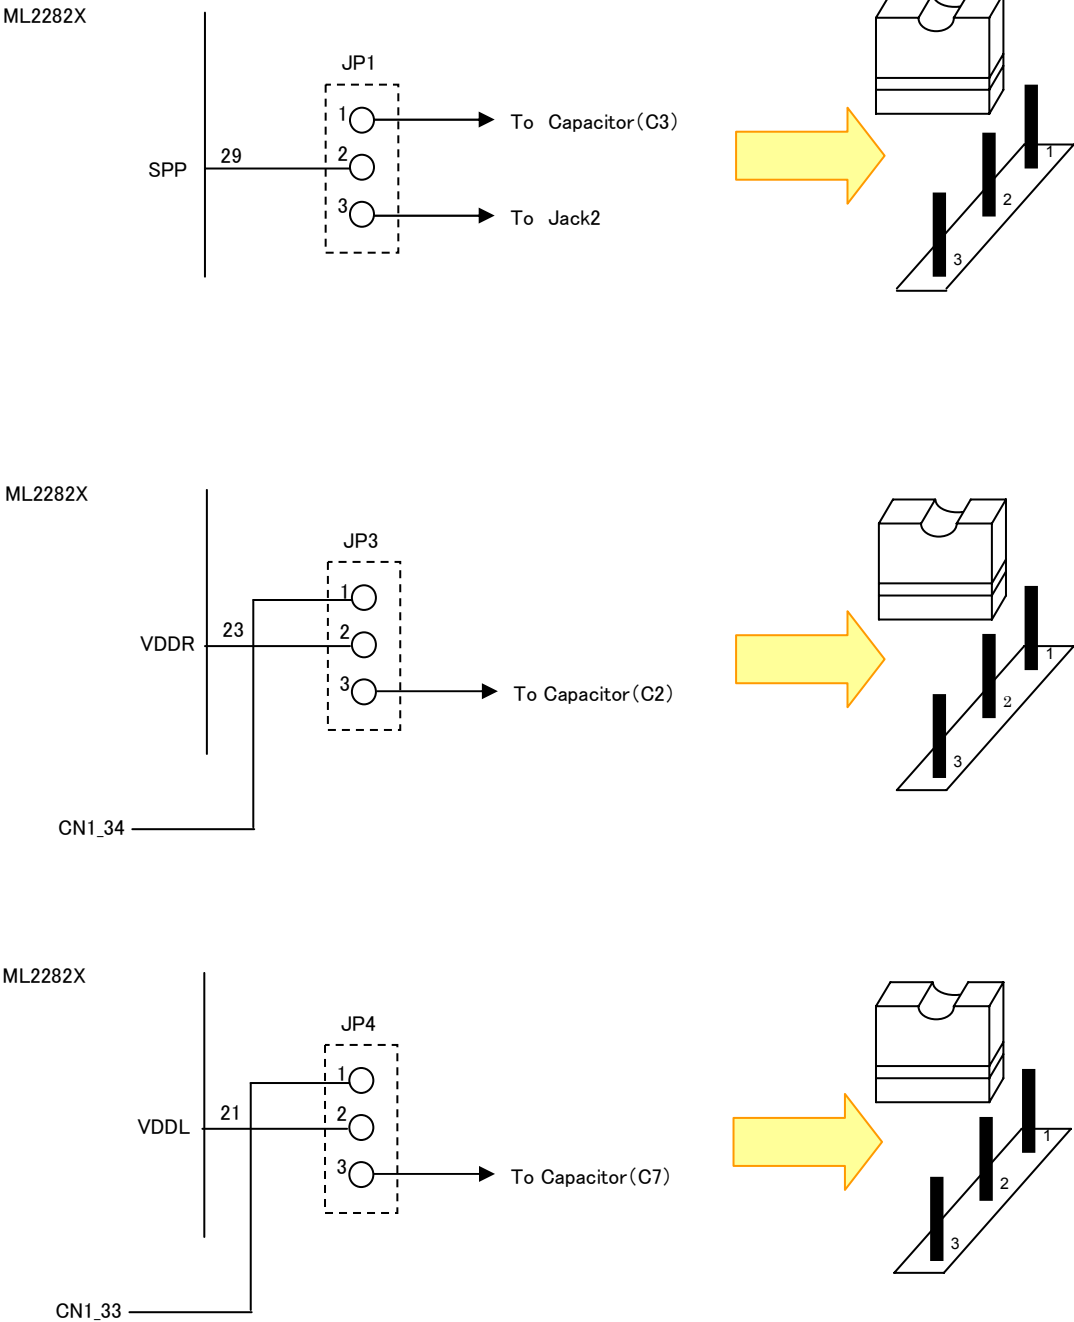 ML2282X
JP1
1
To Capacitor(C3)
SPP
29
2
3
To Jack2
1
2
3
ML2282X
JP3
1
VDDR
23
2
3
To Capacitor(C2)
CN1_34
1
2
3
ML2282X
JP4
1
VDDL
21
2
3
To Capacitor(C7)
CN1_33
1
2
3